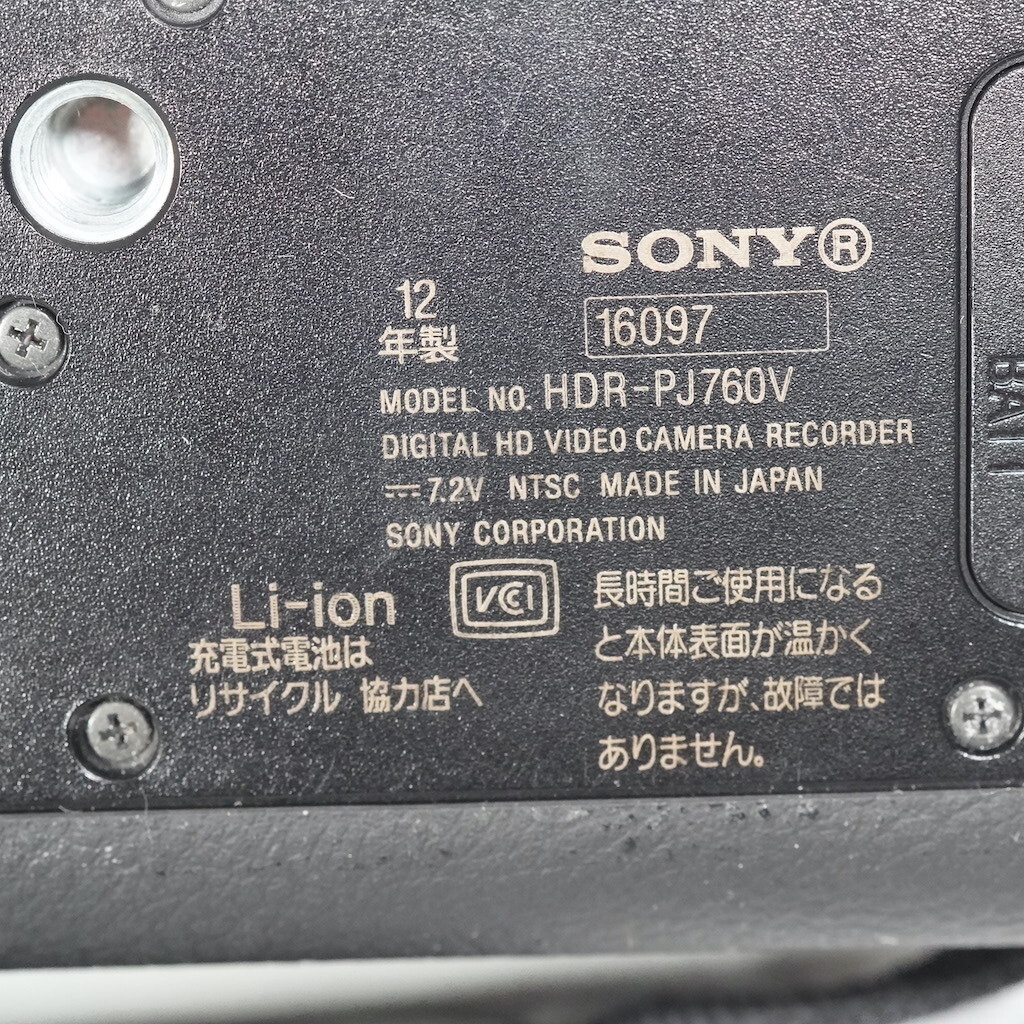 SONY®
12
年製
16097
MODEL NO. HDR-PJ760V
DIGITAL HD VIDEO CAMERA RECORDER
⎓ 7.2V NTSC MADE IN JAPAN
SONY CORPORATION
Li-ion
充電式電池は
リサイクル 協力店へ
VCCI
長時間ご使用になる
と本体表面が温かく
なりますが、故障では
ありません。
BATT